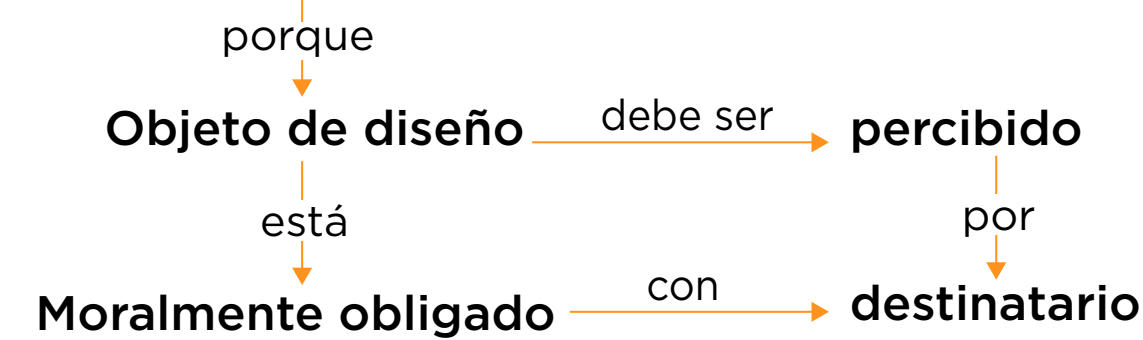 porque
Objeto de diseño debe ser percibido
está por
Moralmente obligado con destinatario